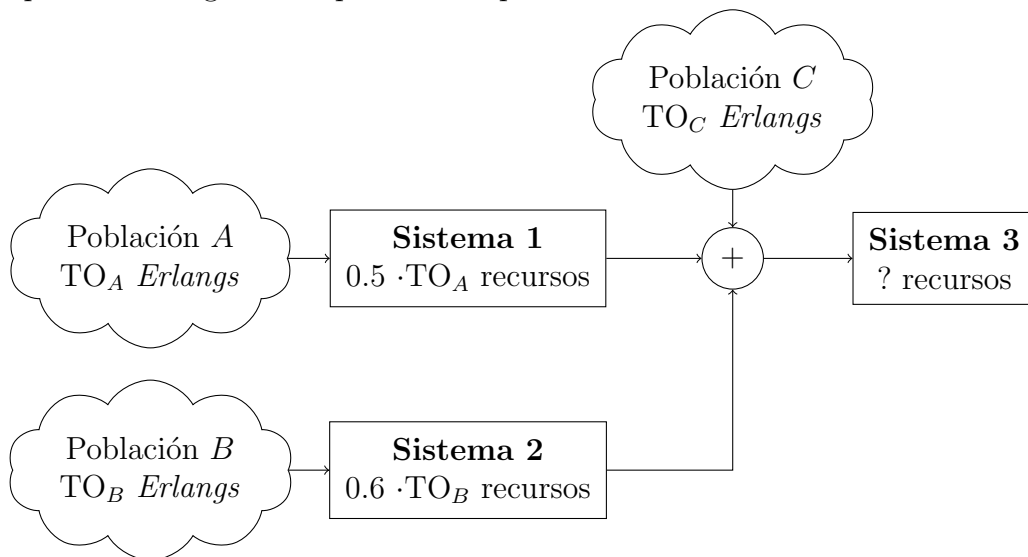 Población C
TO_C Erlangs
Población A
TO_A Erlangs
Sistema 1
0.5 ·TO_A recursos
+
Sistema 3
? recursos
Población B
TO_B Erlangs
Sistema 2
0.6 ·TO_B recursos